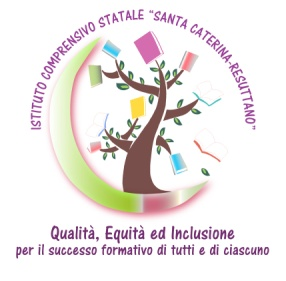 ISTITUTO COMPRENSIVO STATALE "SANTA CATERINA-RESUTTANO"
Qualità, Equità ed Inclusione
per il successo formativo di tutti e di ciascuno